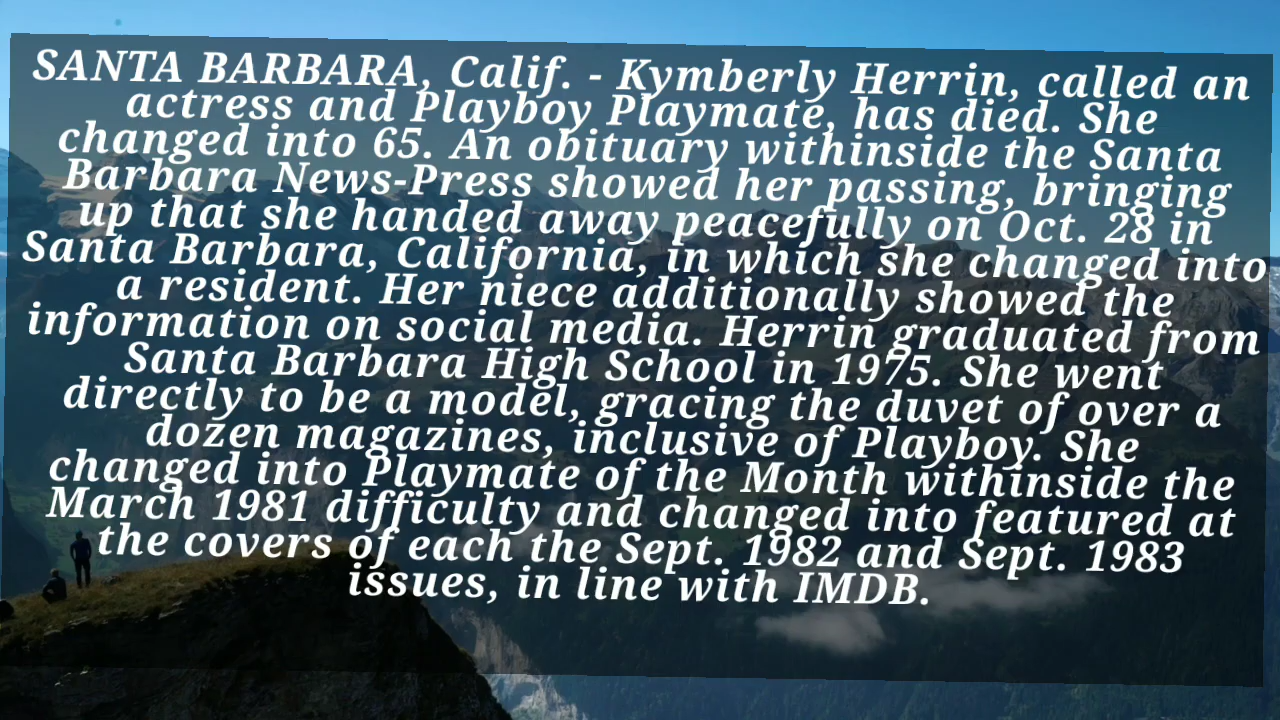 SANTA BARBARA, Calif. - Kymberly Herrin, called an
actress and Playboy Playmate, has died. She
changed into 65. An obituary withinside the Santa
Barbara News-Press showed her passing, bringing
up that she handed away peacefully on Oct. 28 in
Santa Barbara, California, in which she changed into
a resident. Her niece additionally showed the
information on social media. Herrin graduated from
Santa Barbara High School in 1975. She went
directly to be a model, gracing the duvet of over a
dozen magazines, inclusive of Playboy. She
changed into Playmate of the Month withinside the
March 1981 difficulty and changed into featured at
the covers of each the Sept. 1982 and Sept. 1983
issues, in line with IMDB.